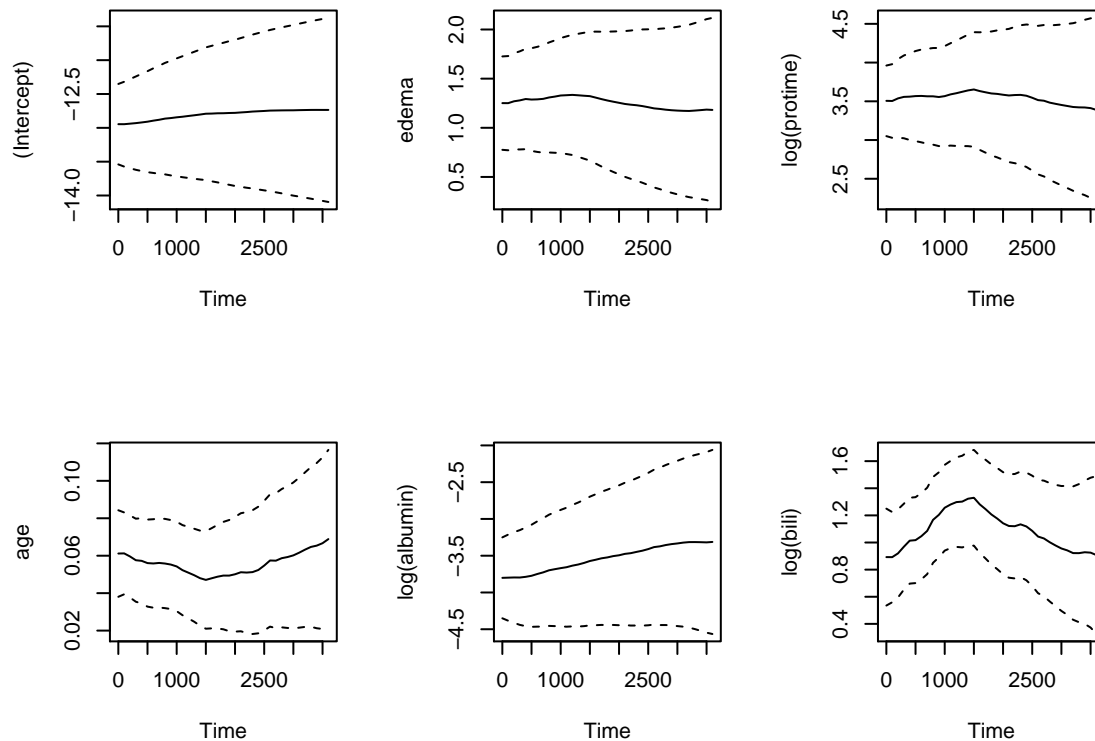 (Intercept)
−12.5
−14.0
0 1000 2500
Time
edema
2.0
1.5
1.0
0.5
0 1000 2500
Time
log(protime)
4.5
3.5
2.5
0 1000 2500
Time
age
0.10
0.06
0.02
0 1000 2500
Time
log(albumin)
−2.5
−3.5
−4.5
0 1000 2500
Time
log(bili)
1.6
1.2
0.8
0.4
0 1000 2500
Time